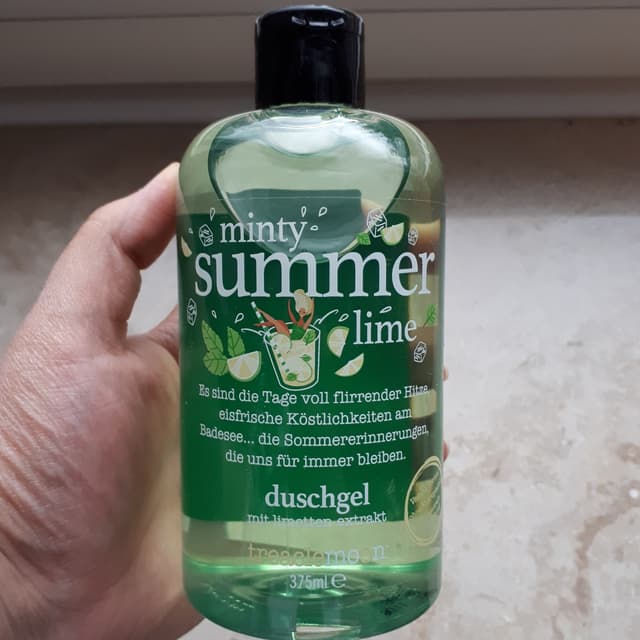 minty
summer
lime
Es sind die Tage voll flirrender Hitze,
eisfrische Köstlichkeiten am
Badesee... die Sommererinnerungen,
die uns für immer bleiben.
duschgel
mit limetten extrakt
treaclemoon
375ml ℮